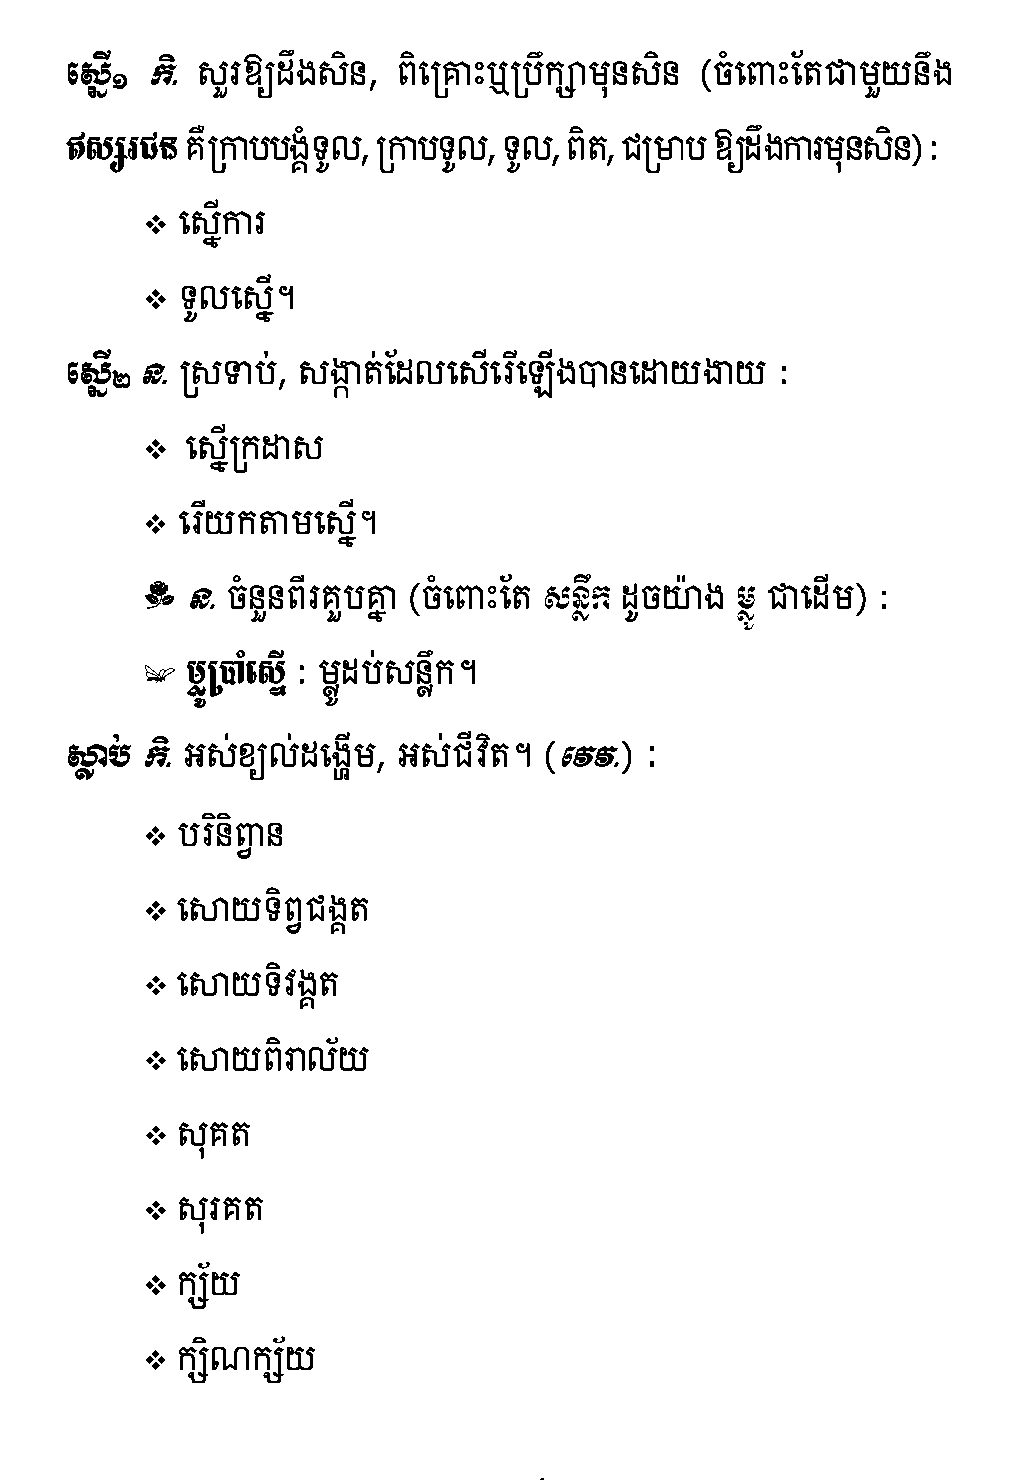 ស្នើ១ កិ. សួរឱ្យដឹងសិន, ពិគ្រោះឬប្រឹក្សាមុនសិន (ចំពោះតែជាមួយនឹង
ឥស្សរជន គឺក្រាបបង្គំទូល, ក្រាបទូល, ទូល, ពិត, ជម្រាប ឱ្យដឹងការមុនសិន) :
❖ ស្នើការ
❖ ទូលស្នើ។
ស្នើ២ ន. ស្រទាប់, សង្កាត់ដែលសើរើឡើងបានដោយងាយ :
❖ ស្នើក្រដាស
❖ រើយកតាមស្នើ។
ន. ចំនួនពីរគួបគ្នា (ចំពោះតែ សន្លឹក ដូចយ៉ាង ម្លូ ជាដើម) :
ម្លូប្រាំស្នើ : ម្លូដប់សន្លឹក។
ស្លាប់ កិ. អស់ខ្យល់ដង្ហើម, អស់ជីវិត។ (វេវ.) :
❖ បរិនិព្វាន
❖ សោយទិព្វជង្គត
❖ សោយទិវង្គត
❖ សោយពិរាល័យ
❖ សុគត
❖ សុរគត
❖ ក្ស័យ
❖ ក្សិណក្ស័យ